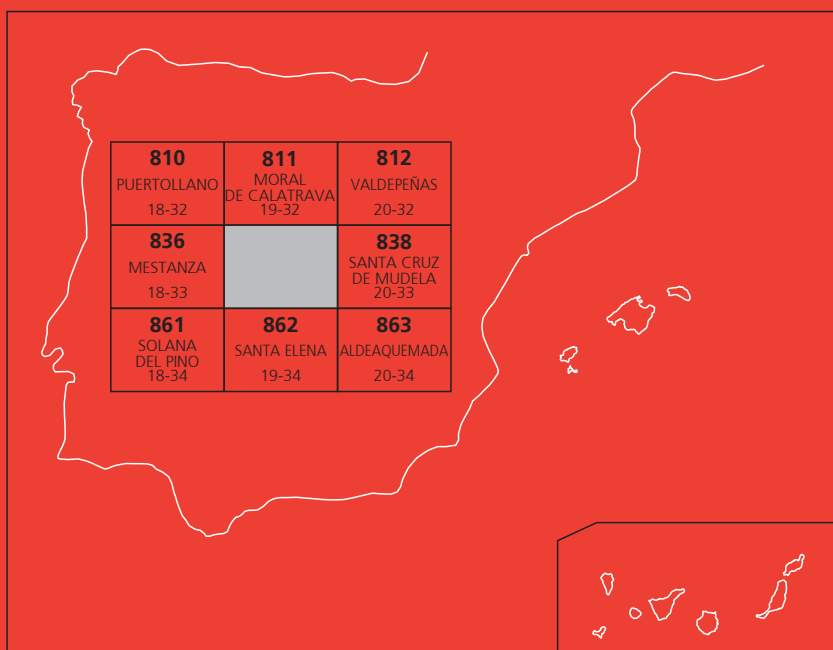 810
PUERTOLLANO
18-32
811
MORAL
DE CALATRAVA
19-32
812
VALDEPEÑAS
20-32
836
MESTANZA
18-33
838
SANTA CRUZ
DE MUDELA
20-33
861
SOLANA
DEL PINO
18-34
862
SANTA ELENA
19-34
863
ALDEAQUEMADA
20-34